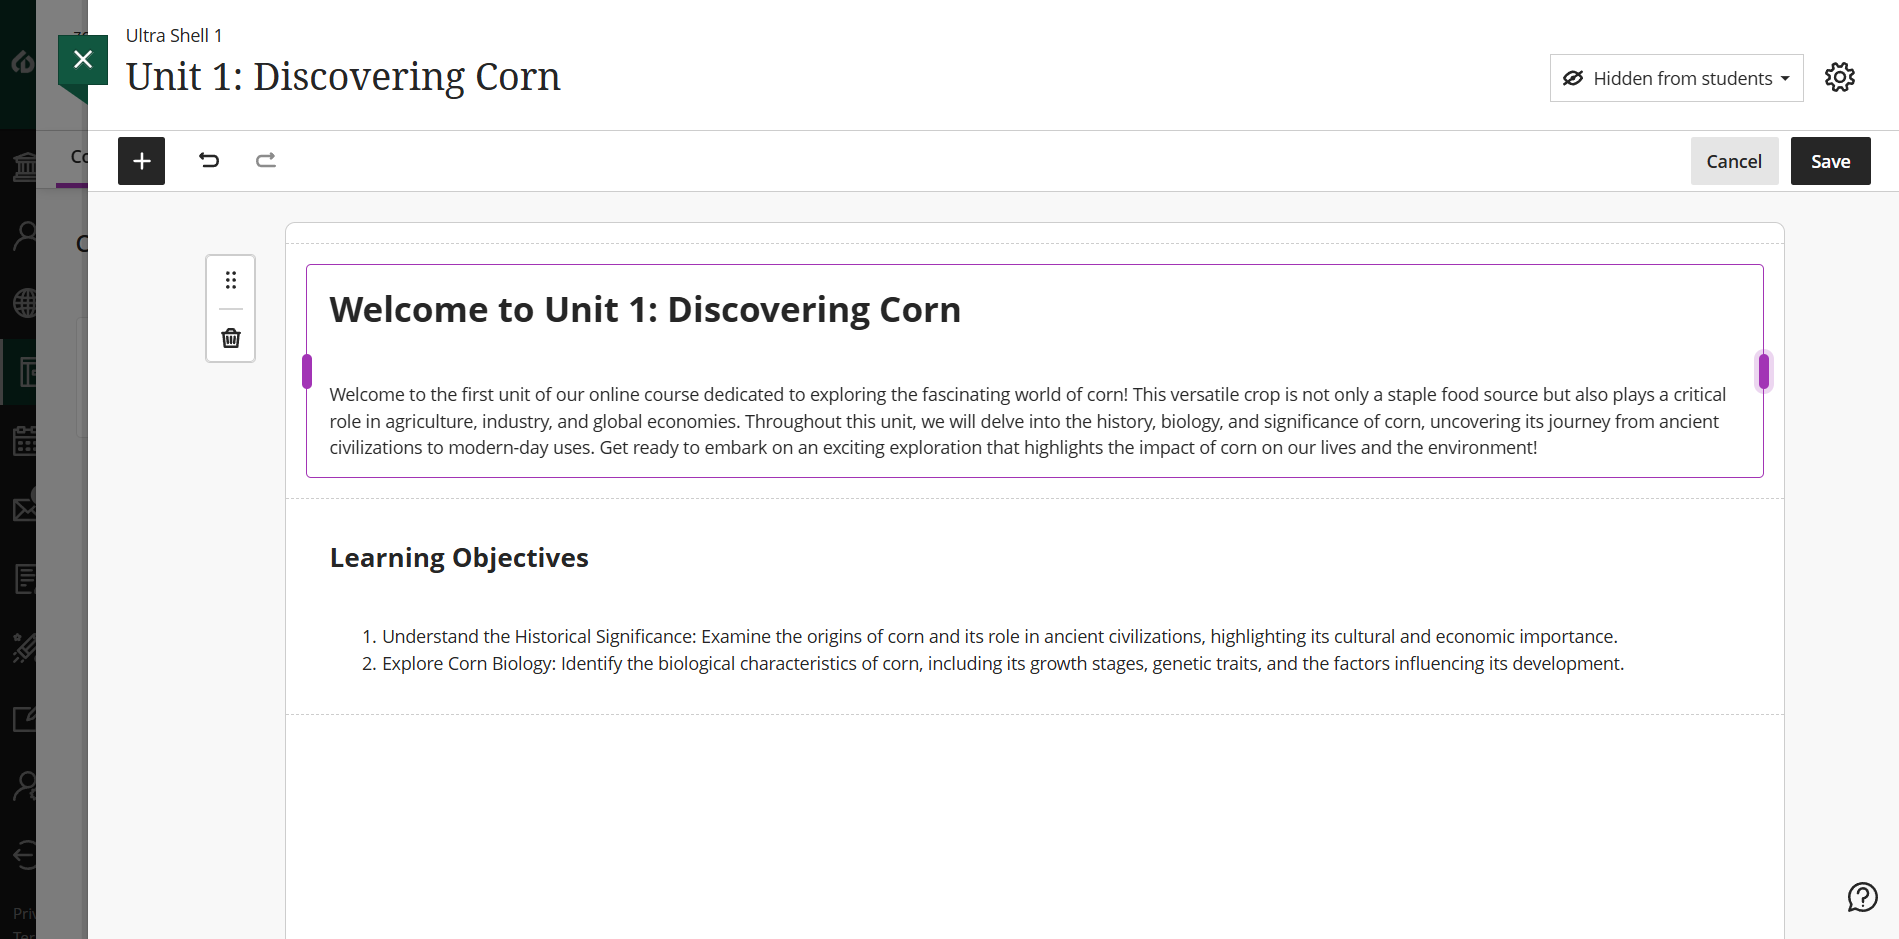 Ultra Shell 1
Unit 1: Discovering Corn
Hidden from students
Cancel
Save
Welcome to Unit 1: Discovering Corn
Welcome to the first unit of our online course dedicated to exploring the fascinating world of corn! This versatile crop is not only a staple food source but also plays a critical
role in agriculture, industry, and global economies. Throughout this unit, we will delve into the history, biology, and significance of corn, uncovering its journey from ancient
civilizations to modern-day uses. Get ready to embark on an exciting exploration that highlights the impact of corn on our lives and the environment!
Learning Objectives
1. Understand the Historical Significance: Examine the origins of corn and its role in ancient civilizations, highlighting its cultural and economic importance.
2. Explore Corn Biology: Identify the biological characteristics of corn, including its growth stages, genetic traits, and the factors influencing its development.